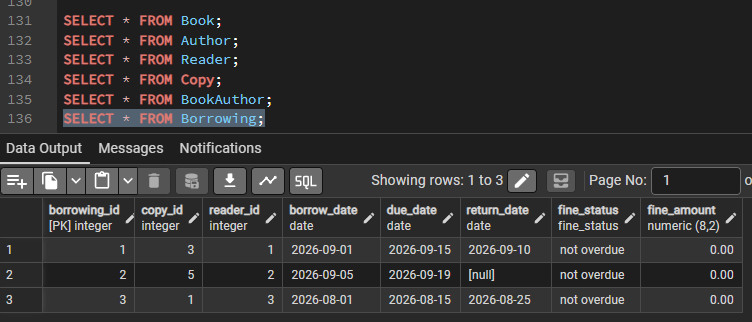 130
131 SELECT * FROM Book;
132 SELECT * FROM Author;
133 SELECT * FROM Reader;
134 SELECT * FROM Copy;
135 SELECT * FROM BookAuthor;
136 SELECT * FROM Borrowing;
Data Output Messages Notifications
SQL Showing rows: 1 to 3 Page No: 1 o
borrowing_id copy_id reader_id borrow_date due_date return_date fine_status fine_amount
[PK] integer integer integer date date date fine_status numeric (8,2)
1 1 3 1 2026-09-01 2026-09-15 2026-09-10 not overdue 0.00
2 2 5 2 2026-09-05 2026-09-19 [null] not overdue 0.00
3 3 1 3 2026-08-01 2026-08-15 2026-08-25 not overdue 0.00